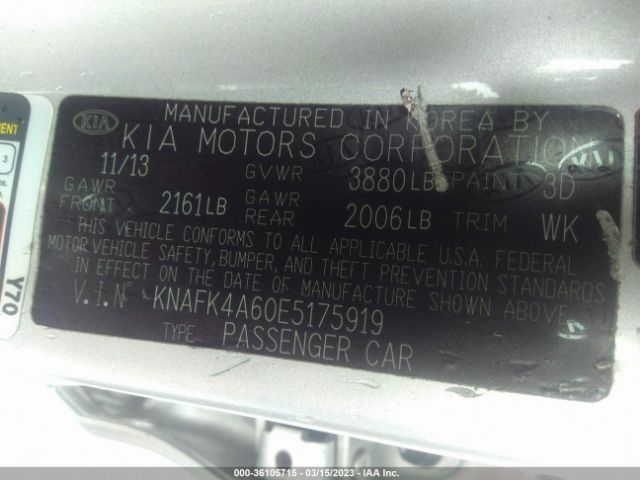 MANUFACTURED IN KOREA BY
KIA
KIA MOTORS CORPORATION
11/13 GVWR 3880LB PAINT 3D
GAWR FRONT 2161LB GAWR REAR 2006LB TRIM WK
THIS VEHICLE CONFORMS TO ALL APPLICABLE U.S.A. FEDERAL
MOTOR VEHICLE SAFETY, BUMPER, AND THEFT PREVENTION STANDARDS
IN EFFECT ON THE DATE OF MANUFACTURE SHOWN ABOVE
V.I.N KNAFK4A60E5175919
TYPE PASSENGER CAR
MENT
3
Y70
000-36105715 - 03/15/2023 - IAA Inc.